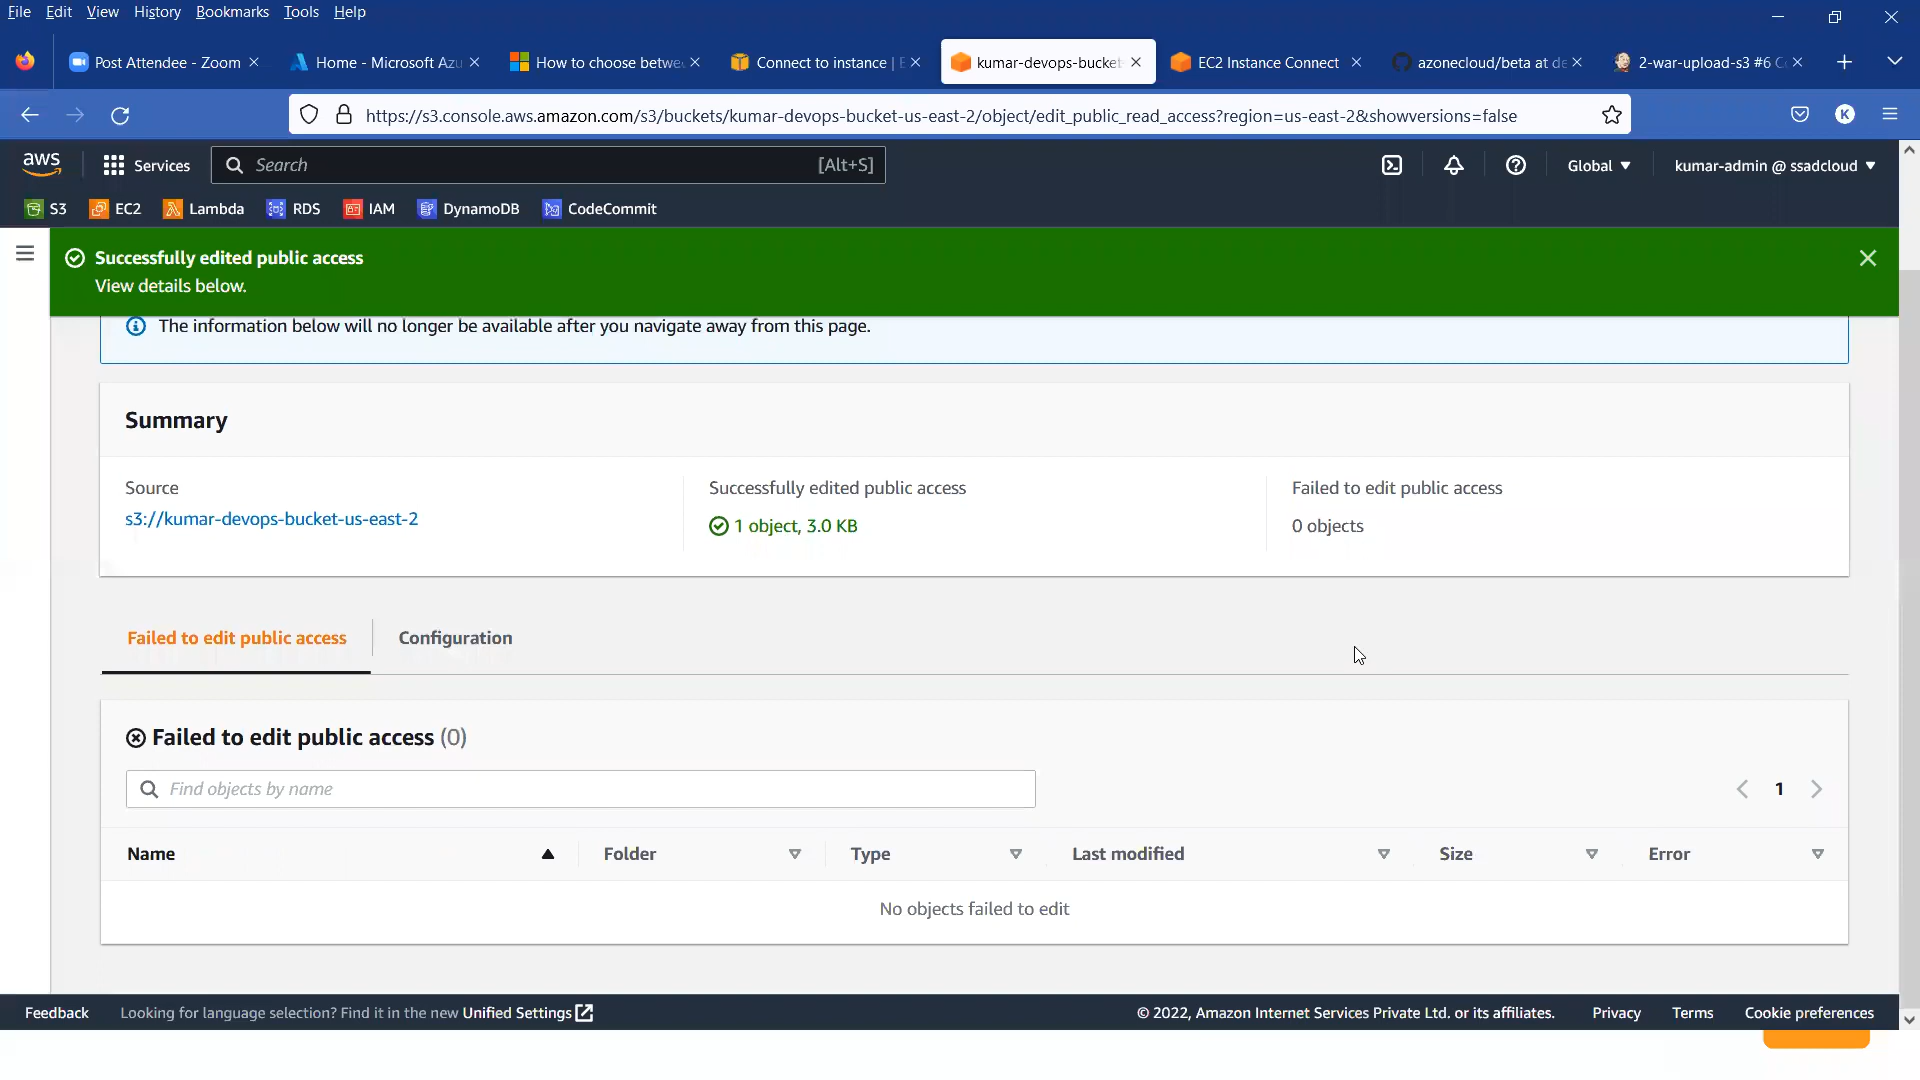 File Edit View History Bookmarks Tools Help
Post Attendee - Zoom
Home - Microsoft Azu
How to choose betwe
Connect to instance | E
kumar-devops-bucket-
EC2 Instance Connect
azonecloud/beta at de
2-war-upload-s3 #6 C
https://s3.console.aws.amazon.com/s3/buckets/kumar-devops-bucket-us-east-2/object/edit_public_read_access?region=us-east-2&showversions=false
K
aws Services Search [Alt+S] Global kumar-admin @ ssadcloud
S3 EC2 Lambda RDS IAM DynamoDB CodeCommit
Successfully edited public access
View details below.
The information below will no longer be available after you navigate away from this page.
Summary
Source Successfully edited public access Failed to edit public access
s3://kumar-devops-bucket-us-east-2 1 object, 3.0 KB 0 objects
Failed to edit public access Configuration
Failed to edit public access (0)
Find objects by name 1
Name Folder Type Last modified Size Error
No objects failed to edit
Feedback Looking for language selection? Find it in the new Unified Settings © 2022, Amazon Internet Services Private Ltd. or its affiliates. Privacy Terms Cookie preferences